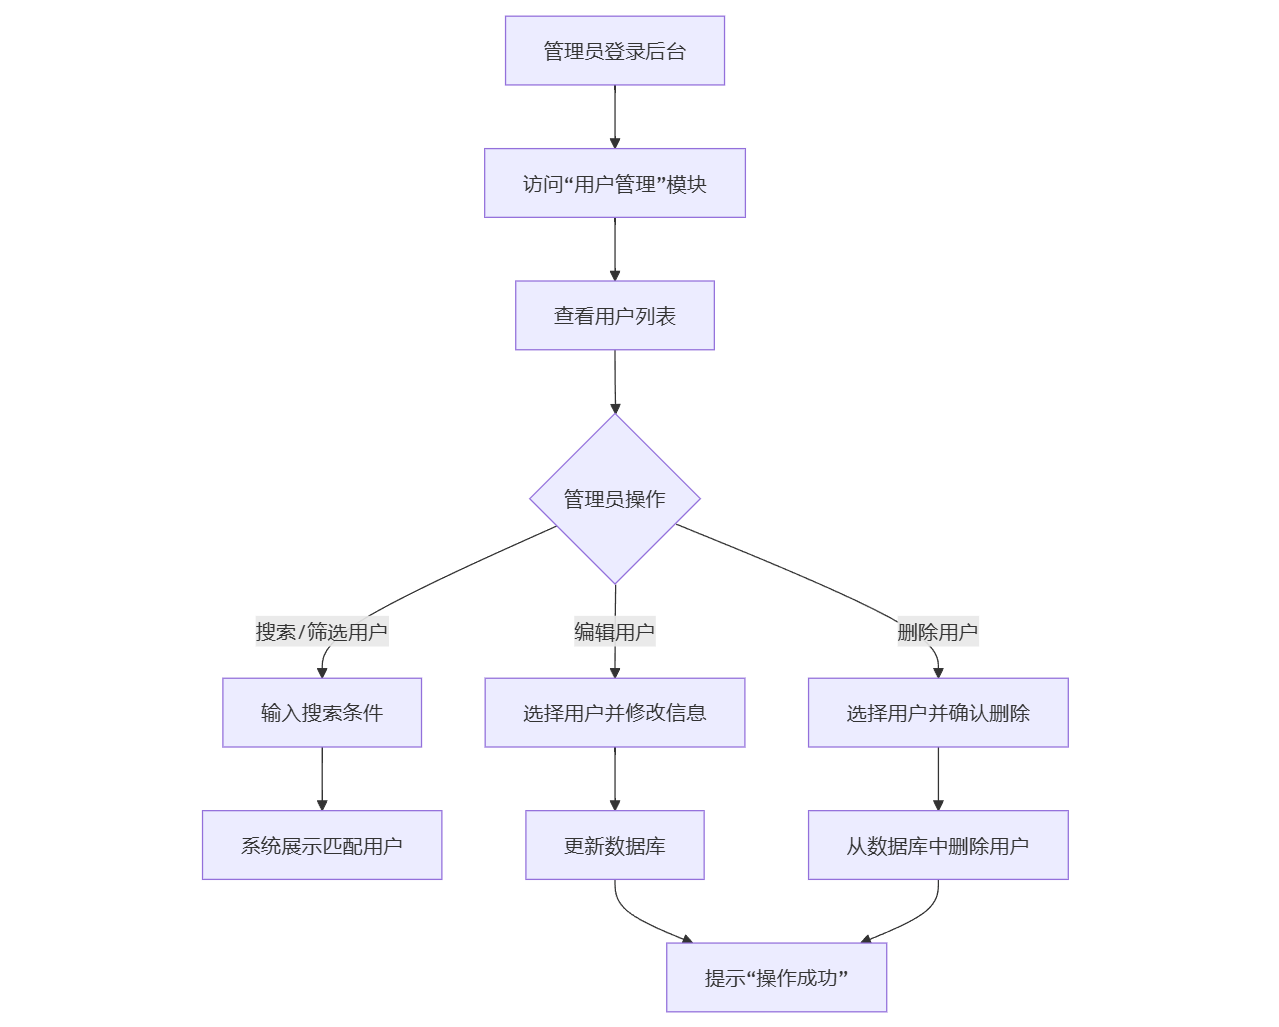 管理员登录后台
访问“用户管理”模块
查看用户列表
管理员操作
搜索/筛选用户
编辑用户
删除用户
输入搜索条件
选择用户并修改信息
选择用户并确认删除
系统展示匹配用户
更新数据库
从数据库中删除用户
提示“操作成功”